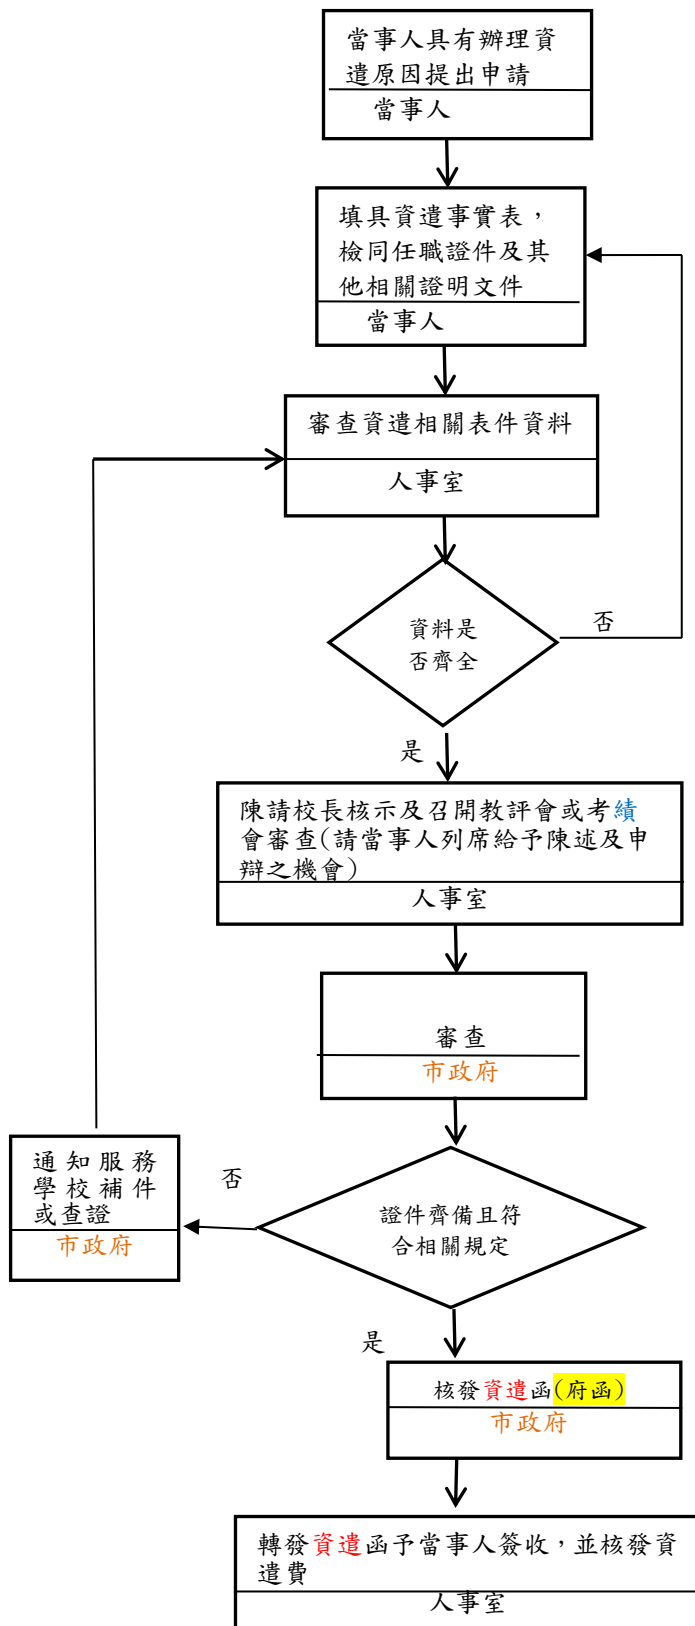 當事人具有辦理資
遣原因提出申請
當事人
填具資遣事實表，
檢同任職證件及其
他相關證明文件
當事人
審查資遣相關表件資料
人事室
資料是
否齊全
否
是
陳請校長核示及召開教評會或考績
會審查(請當事人列席給予陳述及申
辯之機會)
人事室
審查
市政府
通知服務
學校補件
或查證
市政府
否
證件齊備且符
合相關規定
是
核發資遣函(府函)
市政府
轉發資遣函予當事人簽收，並核發資
遣費
人事室